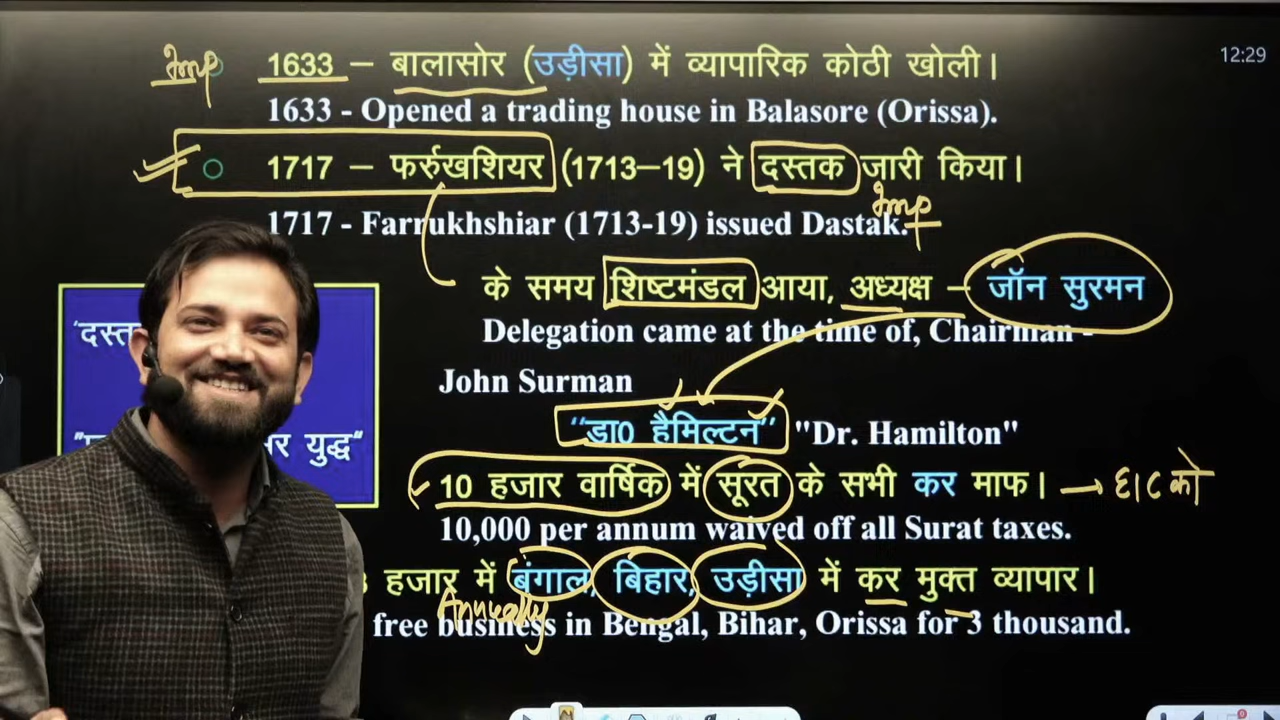 12:29
Imp 1633 – बालासोर (उड़ीसा) में व्यापारिक कोठी खोली।
1633 - Opened a trading house in Balasore (Orissa).
1717 – फर्रुखशियर (1713–19) ने दस्तक जारी किया।
1717 - Farrukhshiar (1713-19) issued Dastak. Imp
के समय शिष्टमंडल आया, अध्यक्ष – जॉन सुरमन
Delegation came at the time of, Chairman -
John Surman
"डा0 हैमिल्टन" "Dr. Hamilton"
10 हजार वार्षिक में सूरत के सभी कर माफ। → EIC को
10,000 per annum waived off all Surat taxes.
हजार में बंगाल, बिहार, उड़ीसा में कर मुक्त व्यापार।
Annually
free business in Bengal, Bihar, Orissa for 3 thousand.
युद्ध"